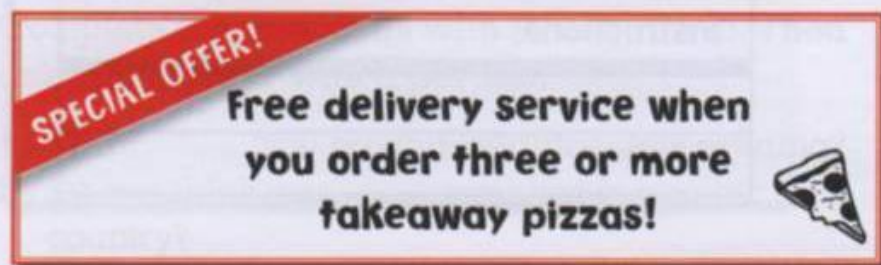 SPECIAL OFFER!
Free delivery service when
you order three or more
takeaway pizzas!